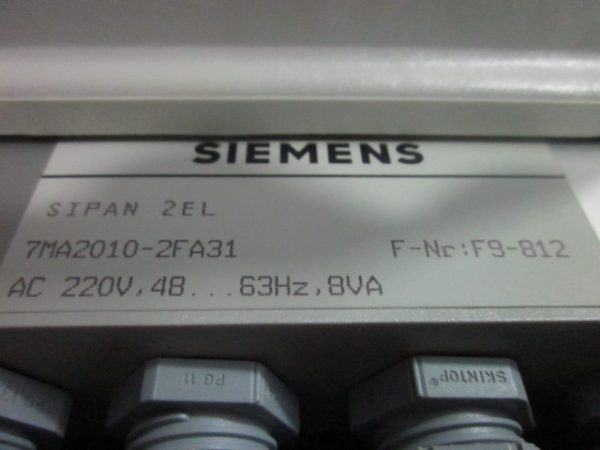 SIEMENS
SIPAN 2EL
7MA2010-2FA31 F-Nr:F9-812
AC 220V,48...63Hz,8VA
PG 11
SKINTOP®